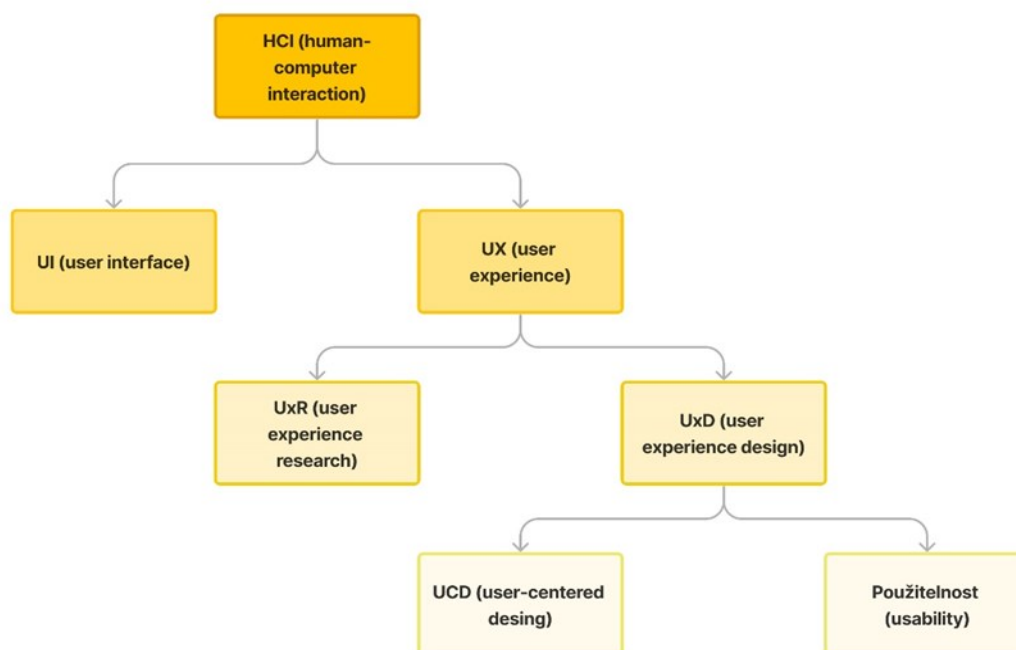 HCI (human-
computer
interaction)
UI (user interface)
UX (user
experience)
UxR (user
experience
research)
UxD (user
experience design)
UCD (user-centered
desing)
Použitelnost
(usability)